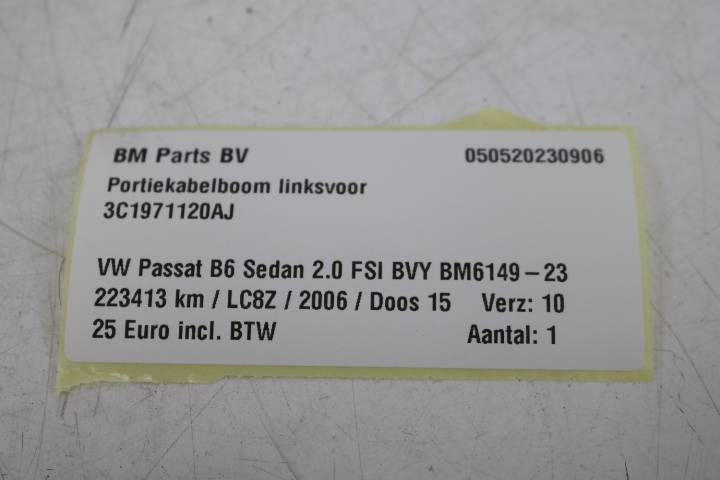 BM Parts BV 050520230906
Portiekabelboom linksvoor
3C1971120AJ
VW Passat B6 Sedan 2.0 FSI BVY BM6149-23
223413 km / LC8Z / 2006 / Doos 15 Verz: 10
25 Euro incl. BTW Aantal: 1